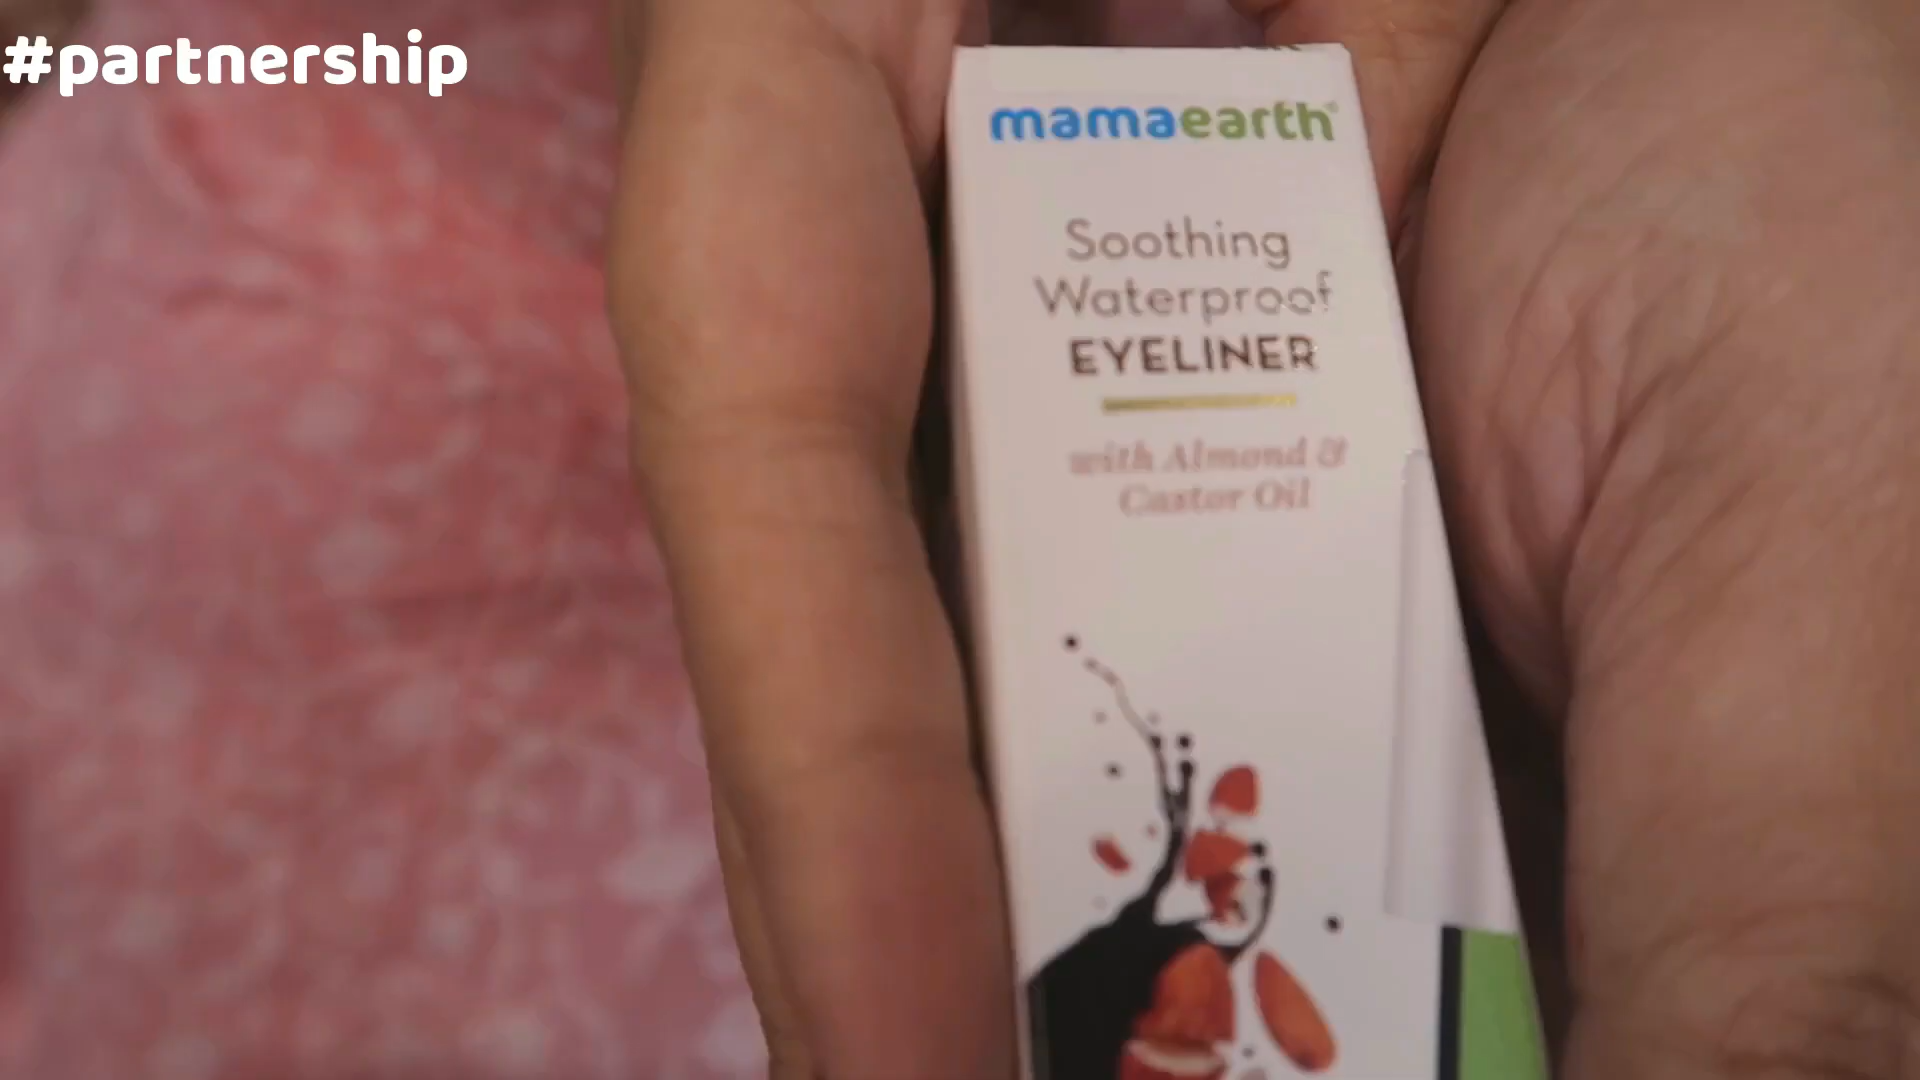 #partnership
mamaearth®
Soothing
Waterproof
EYELINER
with Almond &
Castor Oil